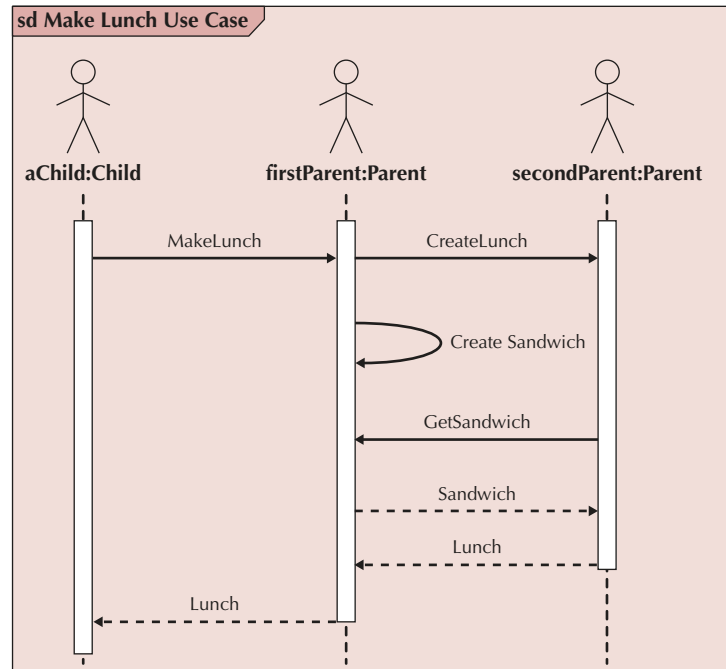 sd Make Lunch Use Case
aChild:Child
firstParent:Parent
secondParent:Parent
MakeLunch
CreateLunch
Create Sandwich
GetSandwich
Sandwich
Lunch
Lunch